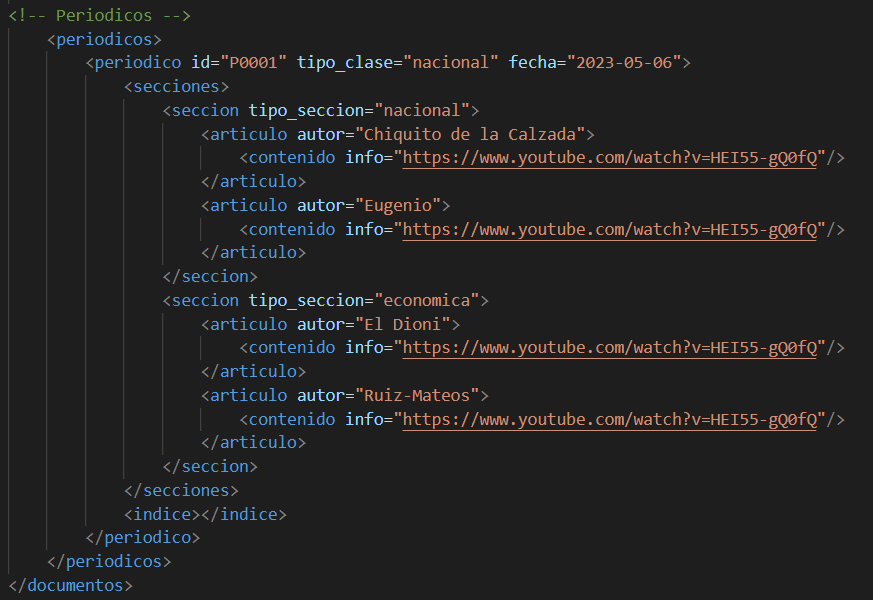 <!-- Periodicos -->
<periodicos>
<periodico id="P0001" tipo_clase="nacional" fecha="2023-05-06">
<secciones>
<seccion tipo_seccion="nacional">
<articulo autor="Chiquito de la Calzada">
<contenido info="https://www.youtube.com/watch?v=HEI55-gQ0fQ"/>
</articulo>
<articulo autor="Eugenio">
<contenido info="https://www.youtube.com/watch?v=HEI55-gQ0fQ"/>
</articulo>
</seccion>
<seccion tipo_seccion="economica">
<articulo autor="El Dioni">
<contenido info="https://www.youtube.com/watch?v=HEI55-gQ0fQ"/>
</articulo>
<articulo autor="Ruiz-Mateos">
<contenido info="https://www.youtube.com/watch?v=HEI55-gQ0fQ"/>
</articulo>
</seccion>
</secciones>
<indice></indice>
</periodico>
</periodicos>
</documentos>